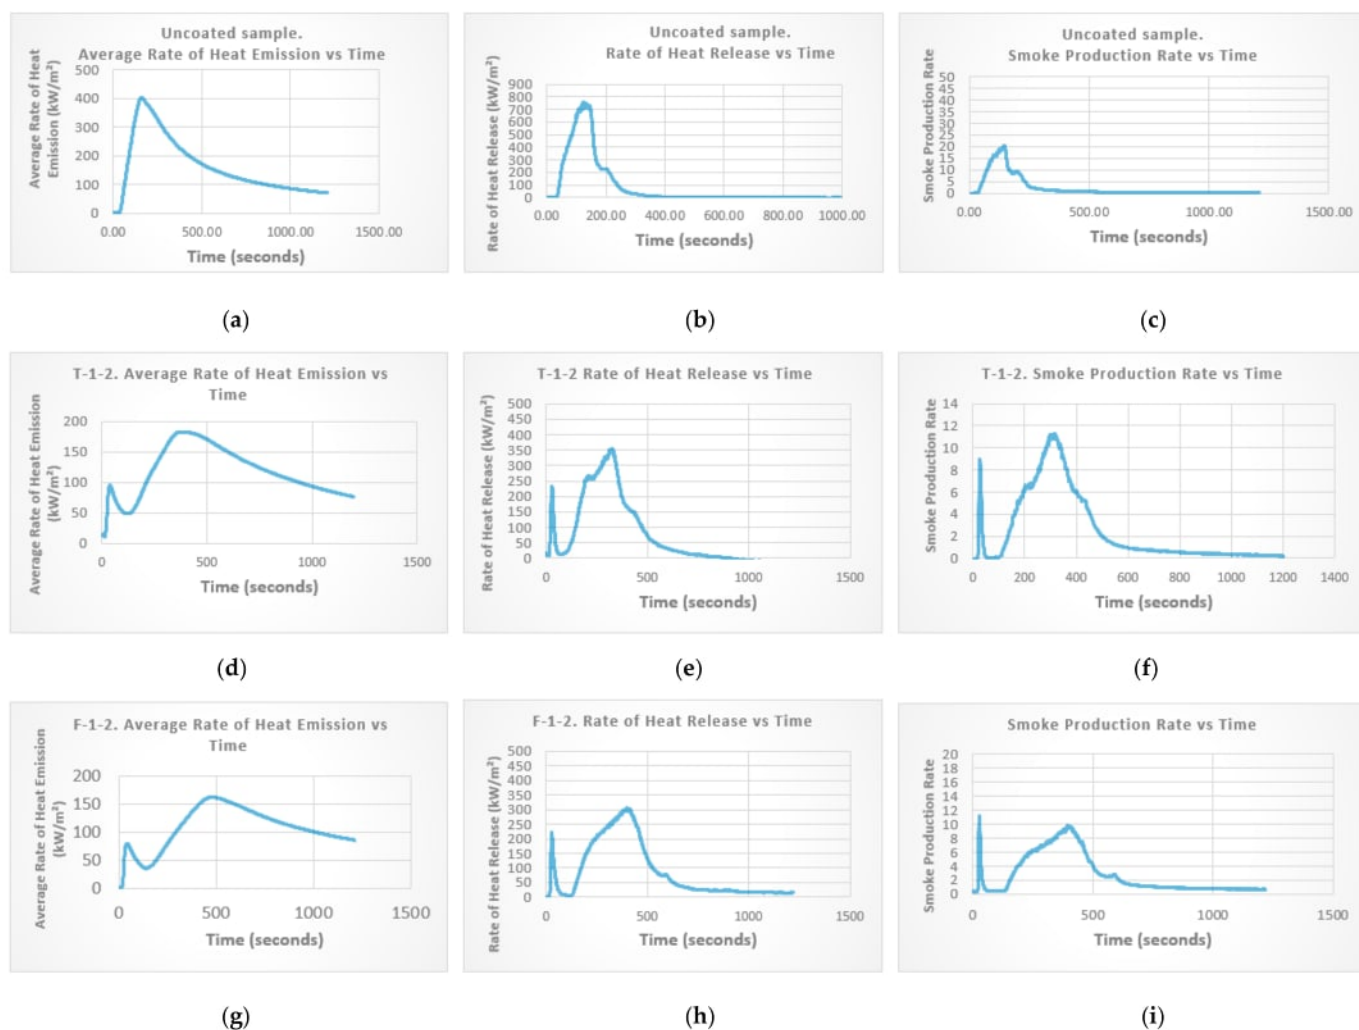 Uncoated sample.
Average Rate of Heat Emission vs Time
Average Rate of Heat
Emission (kW/m²)
500
400
300
200
100
0
0.00 500.00 1000.00 1500.00
Time (seconds)
(a)
Uncoated sample.
Rate of Heat Release vs Time
Rate of Heat Release (kW/m²)
900
800
700
600
500
400
300
200
100
0
0.00 200.00 400.00 600.00 800.00 1000.00
Time (seconds)
(b)
Uncoated sample.
Smoke Production Rate vs Time
Smoke Production Rate
50
45
40
35
30
25
20
15
10
5
0
0.00 500.00 1000.00 1500.00
Time (seconds)
(c)
T-1-2. Average Rate of Heat Emission vs
Time
Average Rate of Heat Emission
(kW/m²)
200
150
100
50
0
0 500 1000 1500
Time (seconds)
(d)
T-1-2 Rate of Heat Release vs Time
Rate of Heat Release (kW/m²)
500
450
400
350
300
250
200
150
100
50
0
0 500 1000 1500
Time (seconds)
(e)
T-1-2. Smoke Production Rate vs Time
Smoke Production Rate
14
12
10
8
6
4
2
0
0 200 400 600 800 1000 1200 1400
Time (seconds)
(f)
F-1-2. Average Rate of Heat Emission vs
Time
Average Rate of Heat Emission
(kW/m²)
200
150
100
50
0
0 500 1000 1500
Time (seconds)
(g)
F-1-2. Rate of Heat Release vs Time
Rate of Heat Release (kW/m²)
500
450
400
350
300
250
200
150
100
50
0
0 500 1000 1500
Time (seconds)
(h)
Smoke Production Rate vs Time
Smoke Production Rate
20
18
16
14
12
10
8
6
4
2
0
0 500 1000 1500
Time (seconds)
(i)